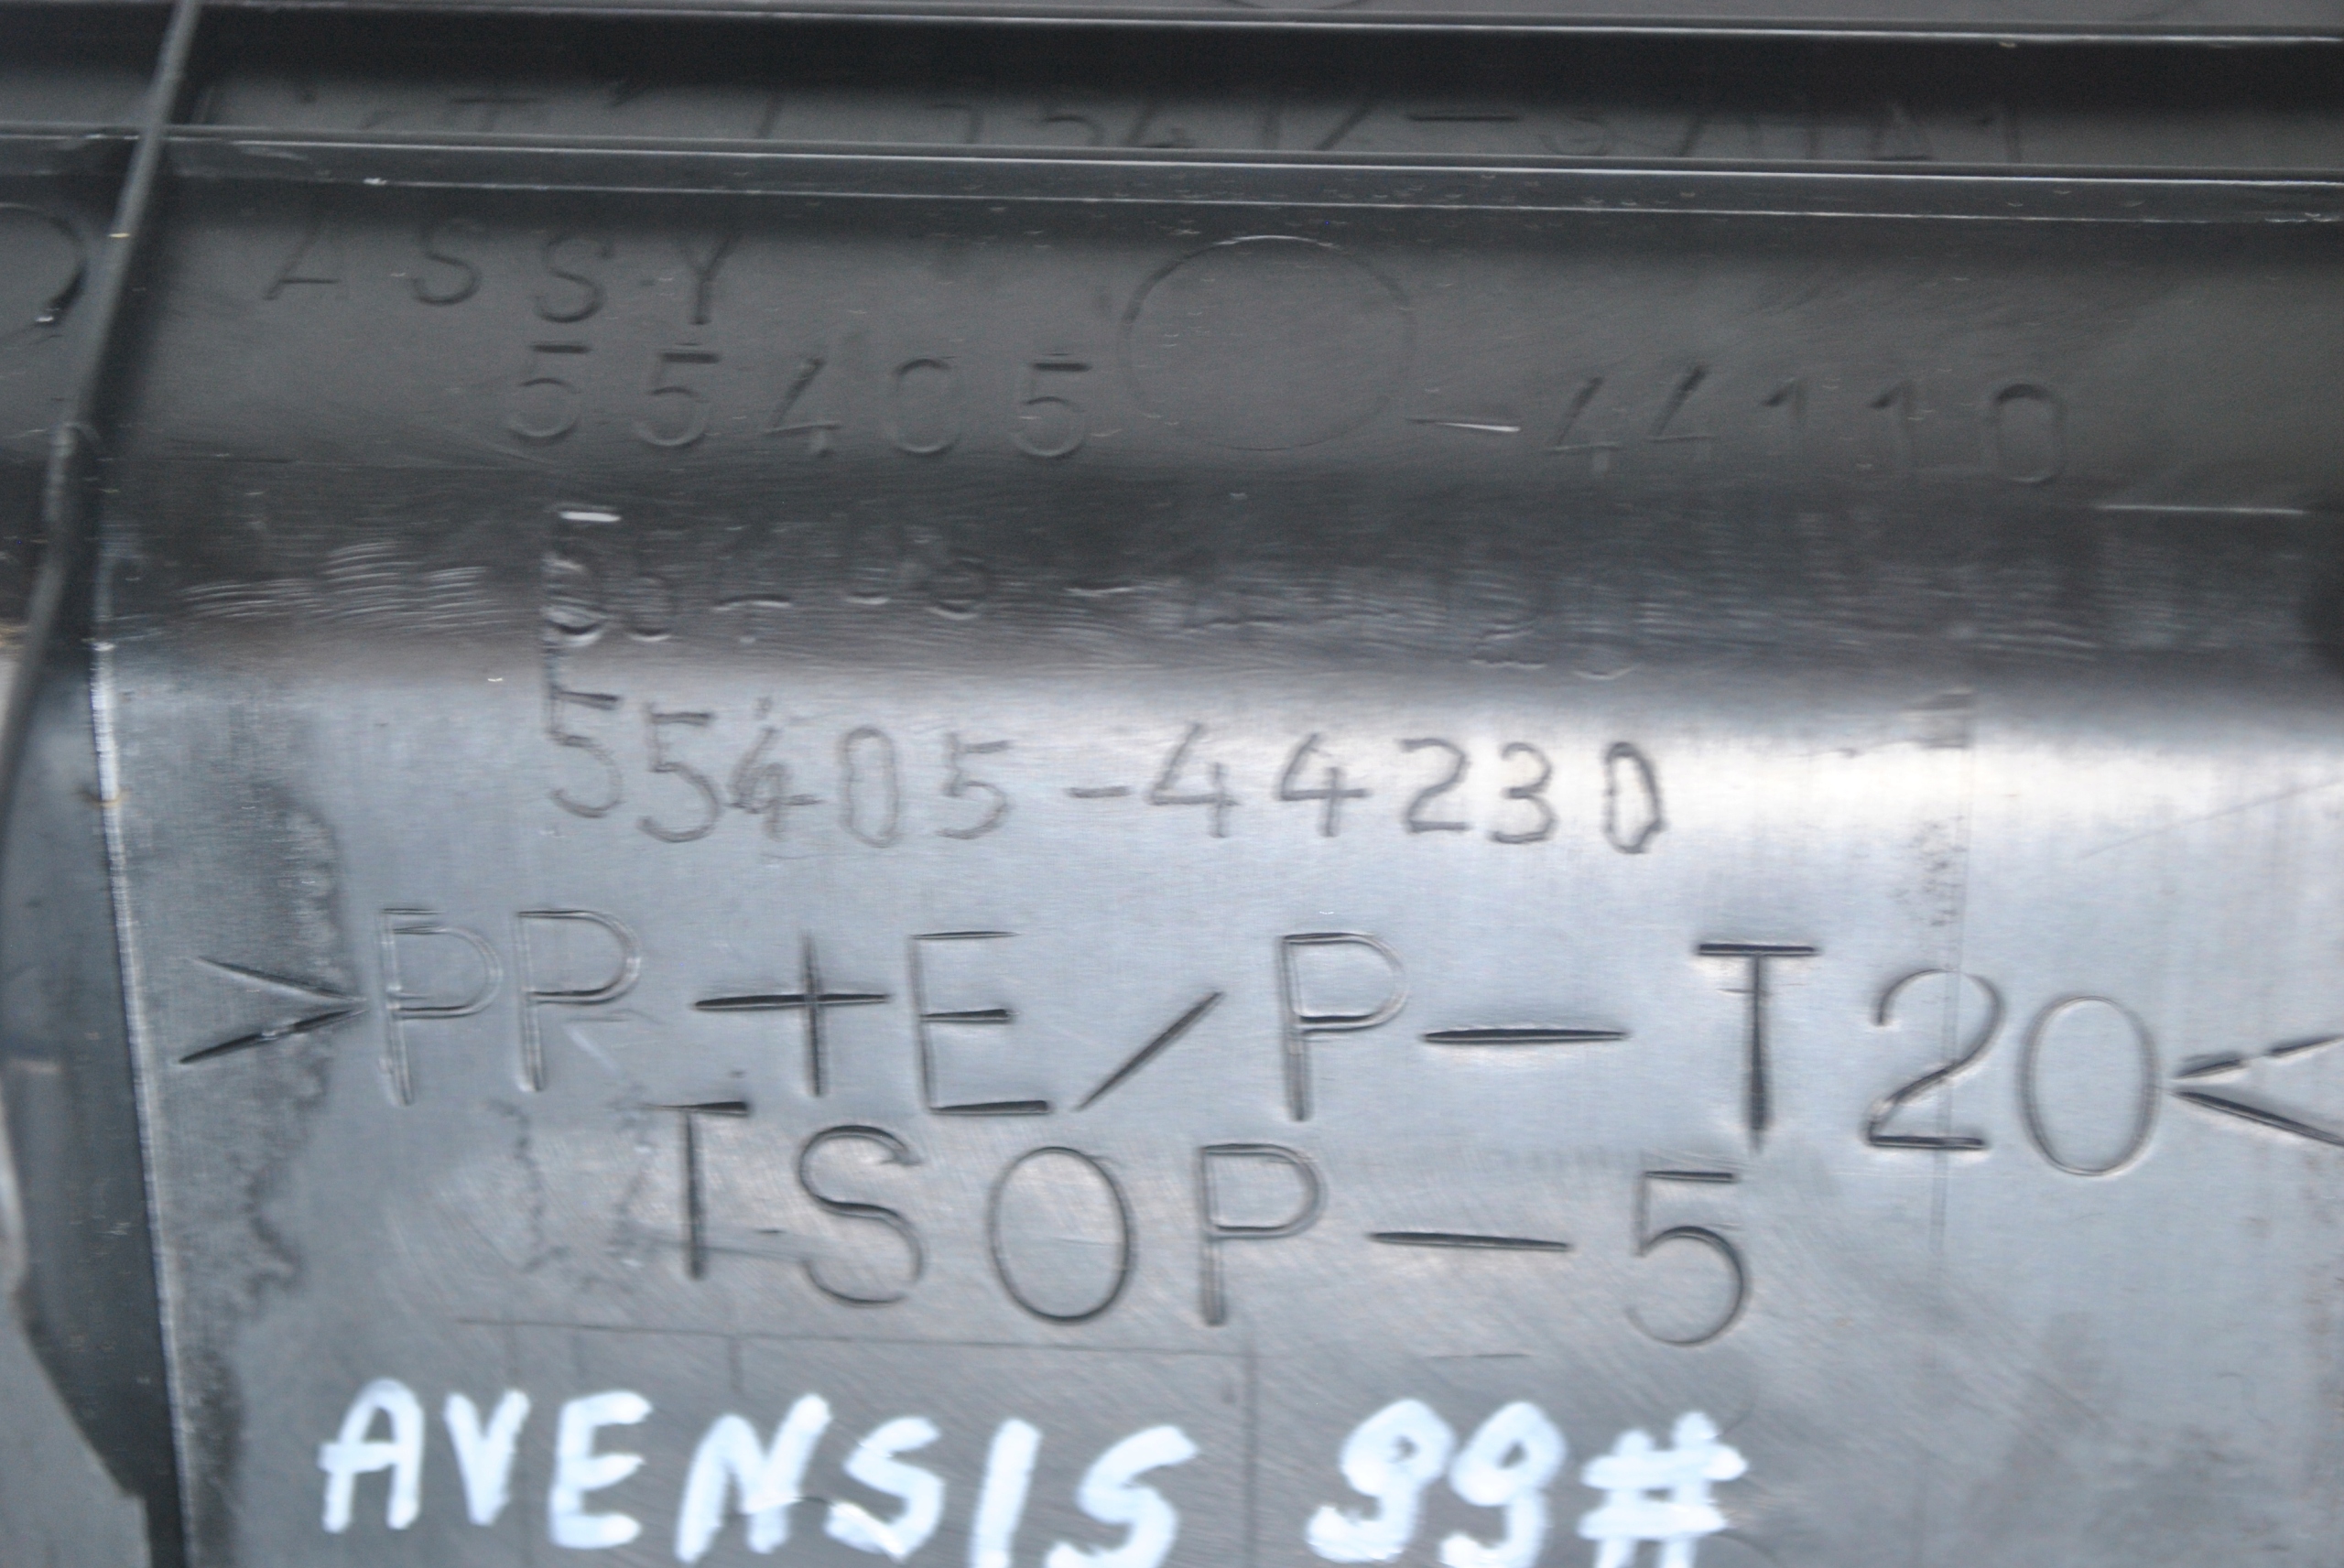 ASSY
55405-44110
55405-44230
>PP+E/P-T20<
TSOP-5
AVENSIS 99#